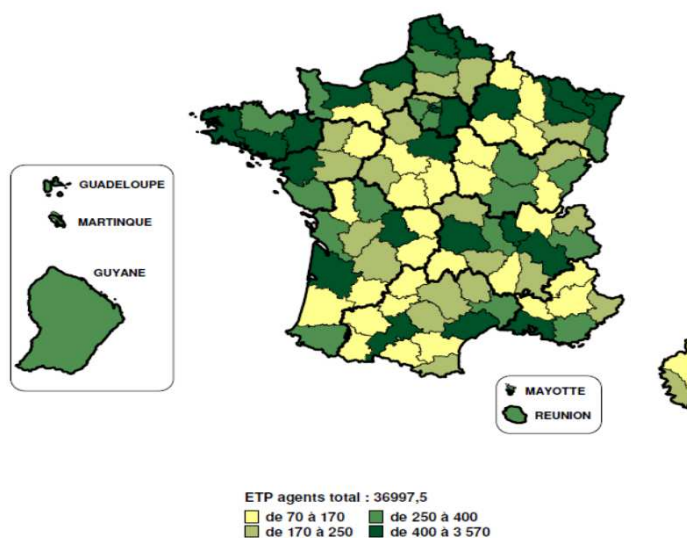 GUADELOUPE
MARTINQUE
GUYANE
MAYOTTE
REUNION
ETP agents total : 36997,5
de 70 à 170
de 250 à 400
de 170 à 250
de 400 à 3 570